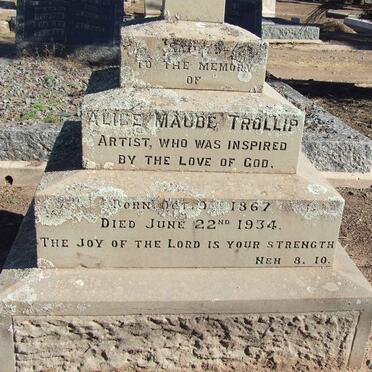 TO THE MEMORY
OF
ALICE MAUDE TROLLIP
ARTIST, WHO WAS INSPIRED
BY THE LOVE OF GOD.
BORN OCT. 9 1867
DIED JUNE 22ND 1934.
THE JOY OF THE LORD IS YOUR STRENGTH
NEH 8. 10.